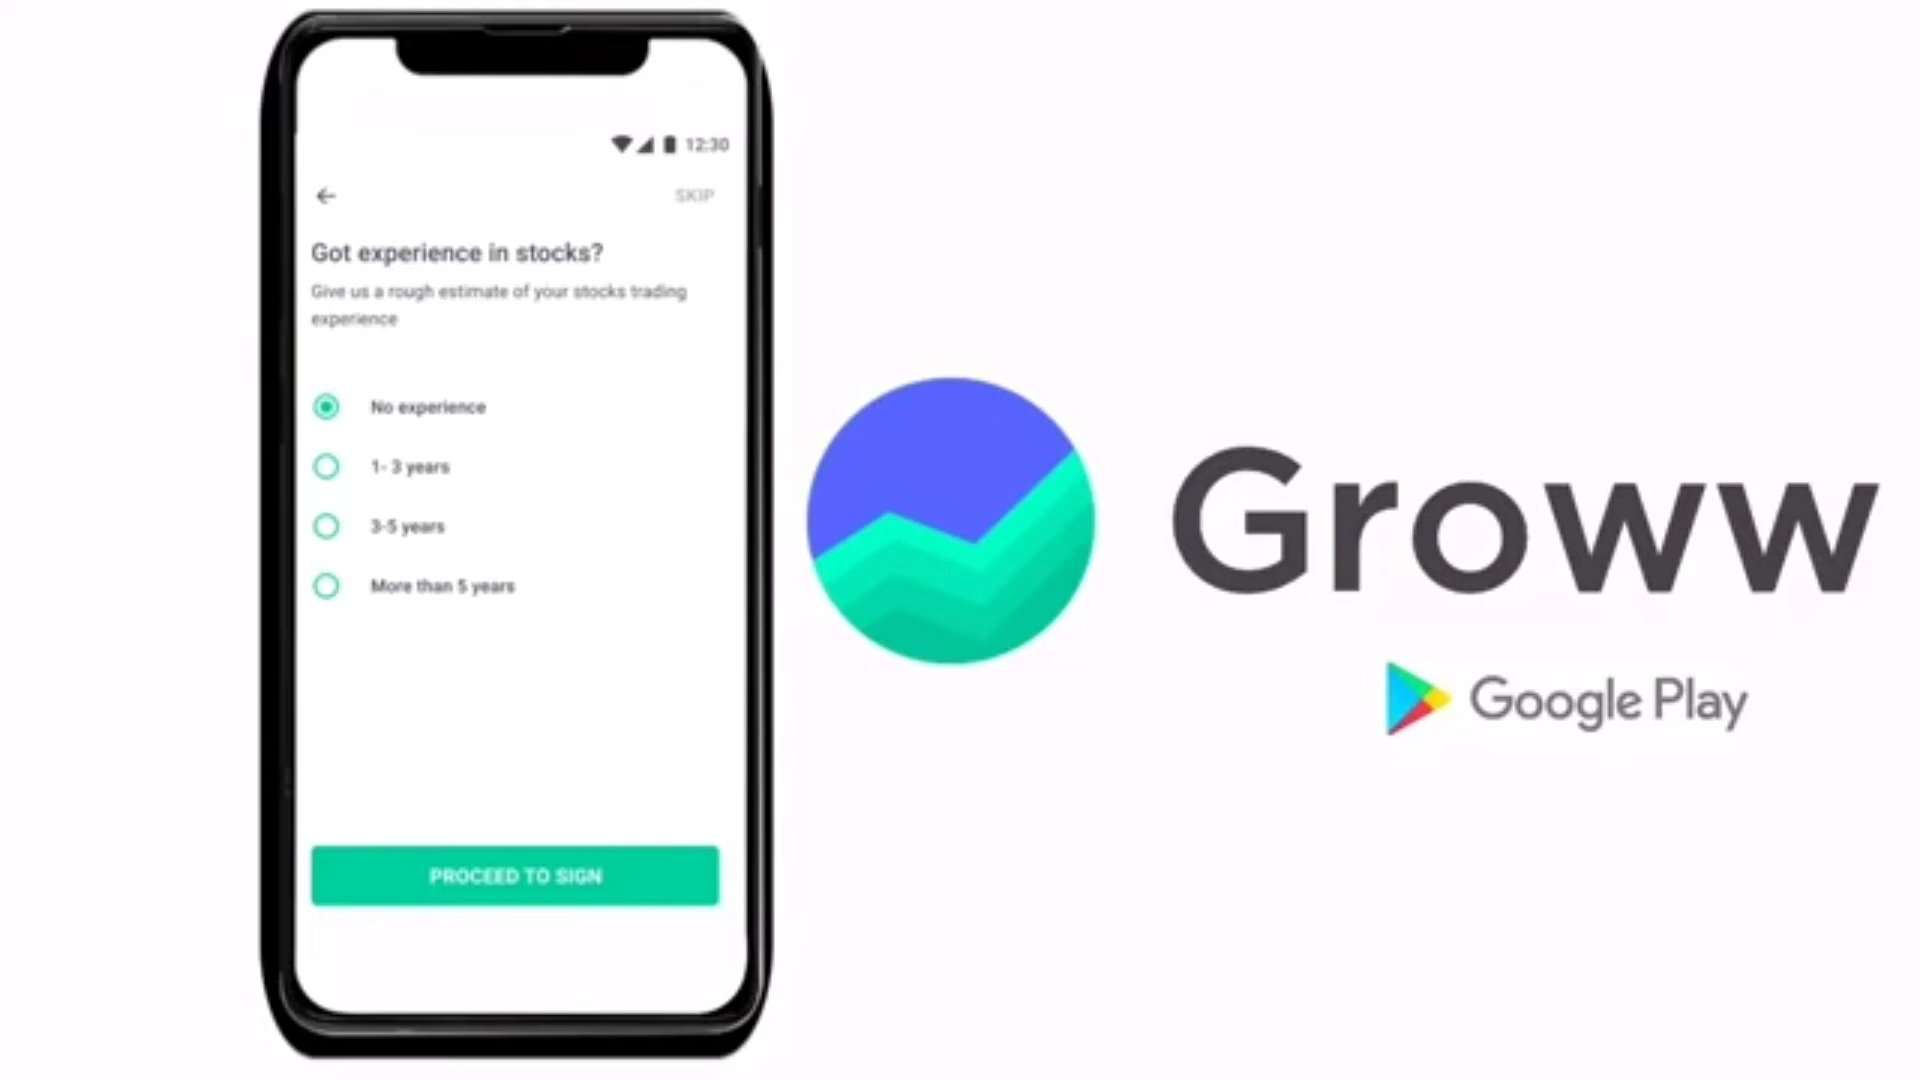 12:30
SKIP
Got experience in stocks?
Give us a rough estimate of your stocks trading
experience
No experience
1- 3 years
3-5 years
More than 5 years
PROCEED TO SIGN
Groww
Google Play